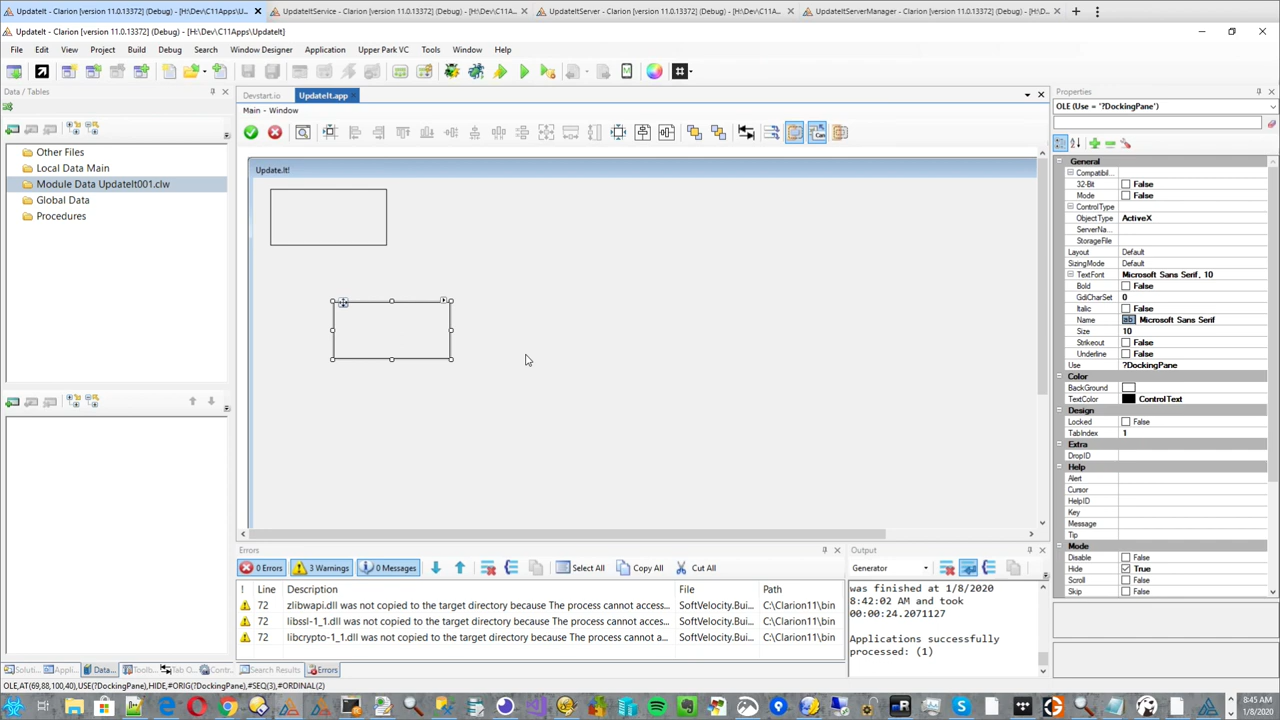 UpdateIt - Clarion [version 11.0.13372] (Debug) - [H:\Dev\C11Apps\UpdateIt]
UpdateItService - Clarion [version 11.0.13372] (Debug) - [H:\Dev\C11A...
UpdateItServer - Clarion [version 11.0.13372] (Debug) - [H:\Dev\C11Ap...
UpdateItServerManager - Clarion [version 11.0.13372] (Debug) - [H:\De...
UpdateIt - Clarion [version 11.0.13372] (Debug) - [H:\Dev\C11Apps\UpdateIt]
File Edit View Project Build Debug Search Window Designer Application Upper Park VC Tools Window Help
Data / Tables
Other Files
Local Data Main
Module Data UpdateIt001.clw
Global Data
Procedures
Devstart.io
UpdateIt.app
Main - Window
Update.It!
Properties
OLE (Use = '?DockingPane')
General
Compatibil...
32-Bit False
Mode False
ControlType
ObjectType ActiveX
ServerNa...
StorageFile
Layout Default
SizingMode Default
TextFont Microsoft Sans Serif, 10
Bold False
GdiCharSet 0
Italic False
Name ab Microsoft Sans Serif
Size 10
Strikeout False
Underline False
Use ?DockingPane
Color
BackGround
TextColor ControlText
Design
Locked False
TabIndex 1
Extra
DropID
Help
Alert
Cursor
HelpID
Key
Message
Tip
Mode
Disable False
Hide True
Scroll False
Skip False
Errors
0 Errors 3 Warnings 0 Messages Select All Copy All Cut All
! Line Description File Path
72 zlibwapi.dll was not copied to the target directory because The process cannot access... SoftVelocity.Bui... C:\Clarion11\bin
72 libssl-1_1.dll was not copied to the target directory because The process cannot acces... SoftVelocity.Bui... C:\Clarion11\bin
72 libcrypto-1_1.dll was not copied to the target directory because The process cannot a... SoftVelocity.Bui... C:\Clarion11\bin
Output
Generator
was finished at 1/8/2020
8:42:02 AM and took
00:00:24.2071127
Applications successfully
processed: (1)
Soluti... Appli... Data... Toolb... Tab O... Contr...
Search Results Errors
OLE,AT(69,88,100,40),USE(?DockingPane),HIDE,#ORIG(?DockingPane),#SEQ(3),#ORDINAL(2)
8:45 AM
1/8/2020